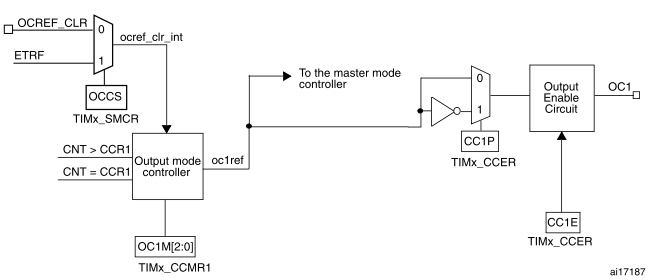 OCREF_CLR
0
ocref_clr_int
ETRF
1
OCCS
TIMx_SMCR
To the master mode
controller
0
1
CC1P
TIMx_CCER
Output
Enable
Circuit
OC1
CNT > CCR1
CNT = CCR1
Output mode
controller
oc1ref
OC1M[2:0]
TIMx_CCMR1
CC1E
TIMx_CCER
ai17187